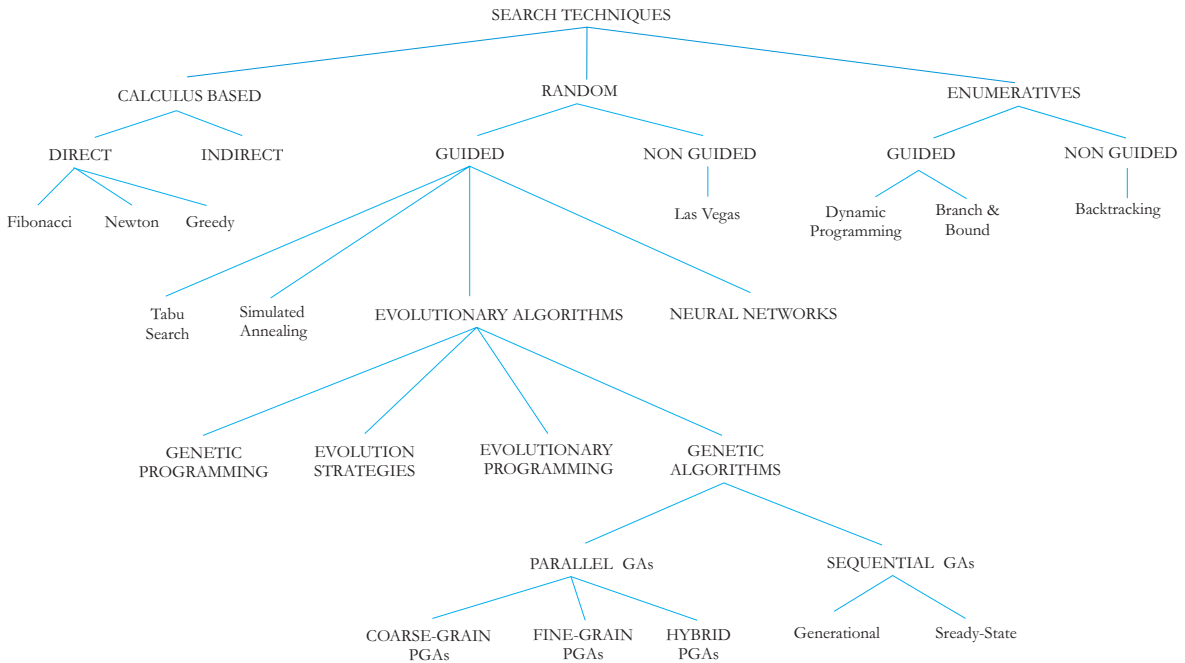 SEARCH TECHNIQUES
CALCULUS BASED
RANDOM
ENUMERATIVES
DIRECT
INDIRECT
GUIDED
NON GUIDED
GUIDED
NON GUIDED
Fibonacci
Newton
Greedy
Las Vegas
Dynamic
Programming
Branch &
Bound
Backtracking
Tabu
Search
Simulated
Annealing
EVOLUTIONARY ALGORITHMS
NEURAL NETWORKS
GENETIC
PROGRAMMING
EVOLUTION
STRATEGIES
EVOLUTIONARY
PROGRAMMING
GENETIC
ALGORITHMS
PARALLEL GAs
SEQUENTIAL GAs
COARSE-GRAIN
PGAs
FINE-GRAIN
PGAs
HYBRID
PGAs
Generational
Sready-State